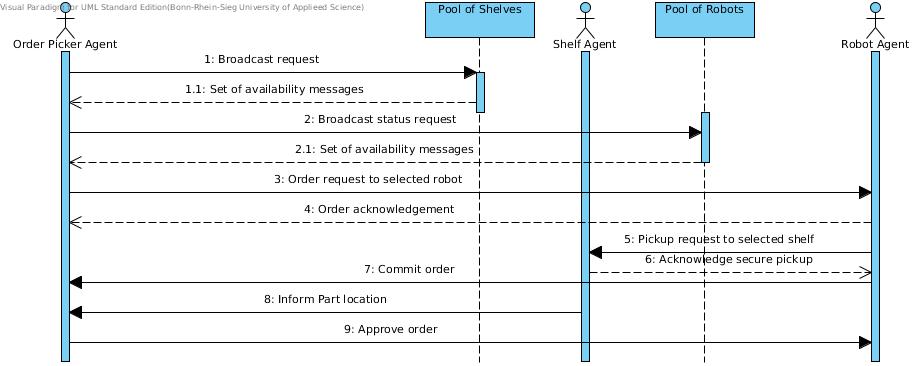 Visual Paradigm for UML Standard Edition(Bonn-Rhein-Sieg University of Applieed Science)
Pool of Shelves
Pool of Robots
Order Picker Agent
Shelf Agent
Robot Agent
1: Broadcast request
1.1: Set of availability messages
2: Broadcast status request
2.1: Set of availability messages
3: Order request to selected robot
4: Order acknowledgement
5: Pickup request to selected shelf
6: Acknowledge secure pickup
7: Commit order
8: Inform Part location
9: Approve order